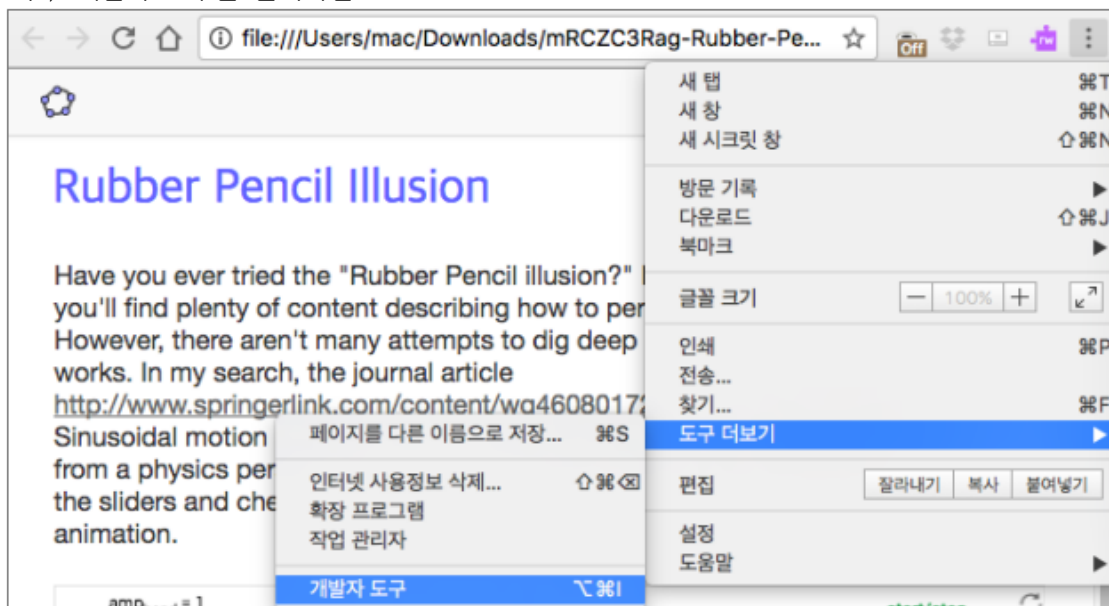 file:///Users/mac/Downloads/mRCZC3Rag-Rubber-Pe...
Off
rw
Rubber Pencil Illusion
Have you ever tried the "Rubber Pencil illusion?"
you'll find plenty of content describing how to per
However, there aren't many attempts to dig deep
works. In my search, the journal article
http://www.springerlink.com/content/wq46080172
Sinusoidal motion
from a physics per
the sliders and che
animation.
새 탭 ⌘T
새 창 ⌘N
새 시크릿 창 ⇧⌘N
방문 기록
다운로드 ⇧⌘J
북마크
글꼴 크기 — 100% +
인쇄 ⌘P
전송...
찾기... ⌘F
도구 더보기
편집 잘라내기 복사 붙여넣기
설정
도움말
페이지를 다른 이름으로 저장... ⌘S
인터넷 사용정보 삭제... ⇧⌘⌫
확장 프로그램
작업 관리자
개발자 도구 ⌥⌘I